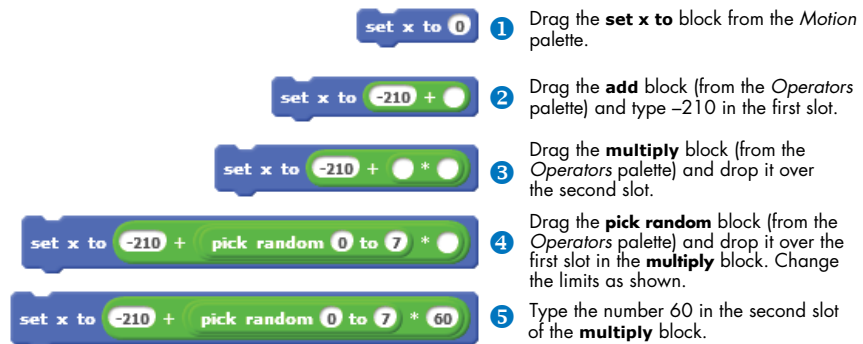 set x to 0 1 Drag the set x to block from the Motion
palette.
set x to -210 + 2 Drag the add block (from the Operators
palette) and type –210 in the first slot.
set x to -210 + * 3 Drag the multiply block (from the
Operators palette) and drop it over
the second slot.
set x to -210 + pick random 0 to 7 * 4 Drag the pick random block (from the
Operators palette) and drop it over the
first slot in the multiply block. Change
the limits as shown.
set x to -210 + pick random 0 to 7 * 60 5 Type the number 60 in the second slot
of the multiply block.